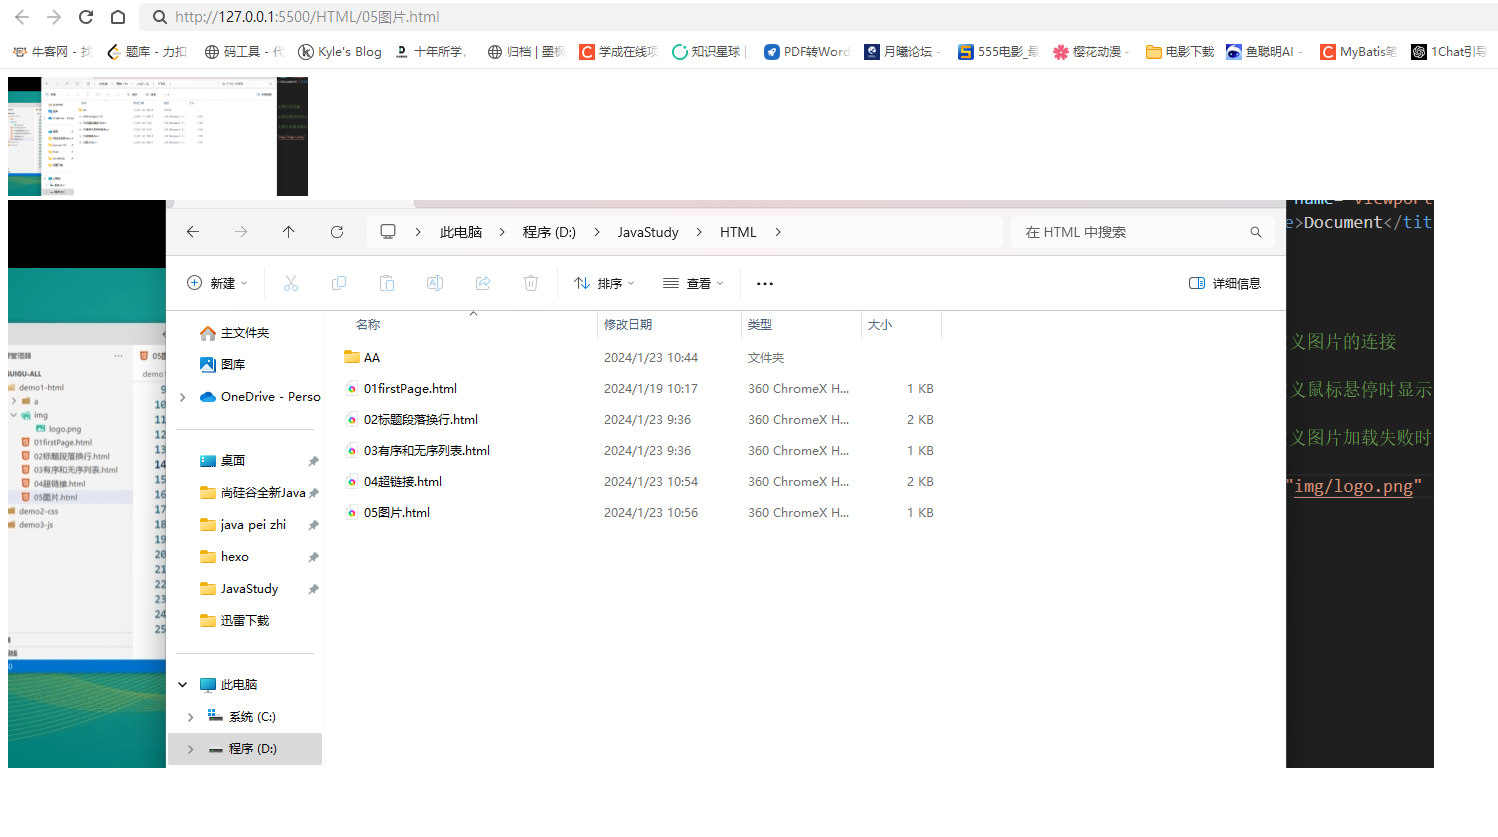 http://127.0.0.1:5500/HTML/05图片.html
牛客网 - 找 题库 - 力扣 码工具 - 代 Kyle's Blog 十年所学, 归档 | 墨枫 学成在线项 知识星球 | PDF转Word 月曦论坛 - 555电影_最 樱花动漫 - 电影下载 鱼聪明AI - MyBatis笔 1Chat引导
此电脑 程序 (D:) JavaStudy HTML 在 HTML 中搜索
e>Document</tit
新建 排序 查看 ... 详细信息
名称 修改日期 类型 大小
主文件夹
图库
OneDrive - Perso
桌面
尚硅谷全新Java
java pei zhi
hexo
JavaStudy
迅雷下载
此电脑
系统 (C:)
程序 (D:)
AA 2024/1/23 10:44 文件夹
01firstPage.html 2024/1/19 10:17 360 ChromeX H... 1 KB
02标题段落换行.html 2024/1/23 9:36 360 ChromeX H... 2 KB
03有序和无序列表.html 2024/1/23 9:36 360 ChromeX H... 1 KB
04超链接.html 2024/1/23 10:54 360 ChromeX H... 2 KB
05图片.html 2024/1/23 10:56 360 ChromeX H... 1 KB
义图片的连接
义鼠标悬停时显示
义图片加载失败时
"img/logo.png"
UIGU-ALL
demo1-html
a
img
logo.png
01firstPage.html
02标题段落换行.html
03有序和无序列表.html
04超链接.html
05图片.html
demo2-css
demo3-js
demo1
9
10
11
12
13
14
15
16
17
18
19
20
21
22
23
24
25